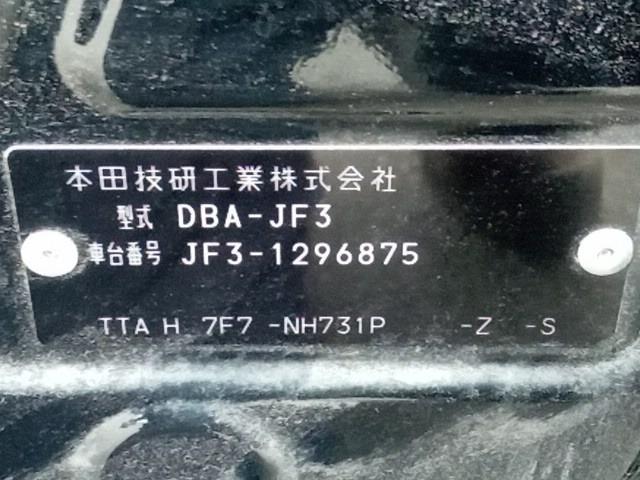 本田技研工業株式会社
型式 DBA-JF3
車台番号 JF3-1296875
TTA H 7F7 -NH731P -Z -S